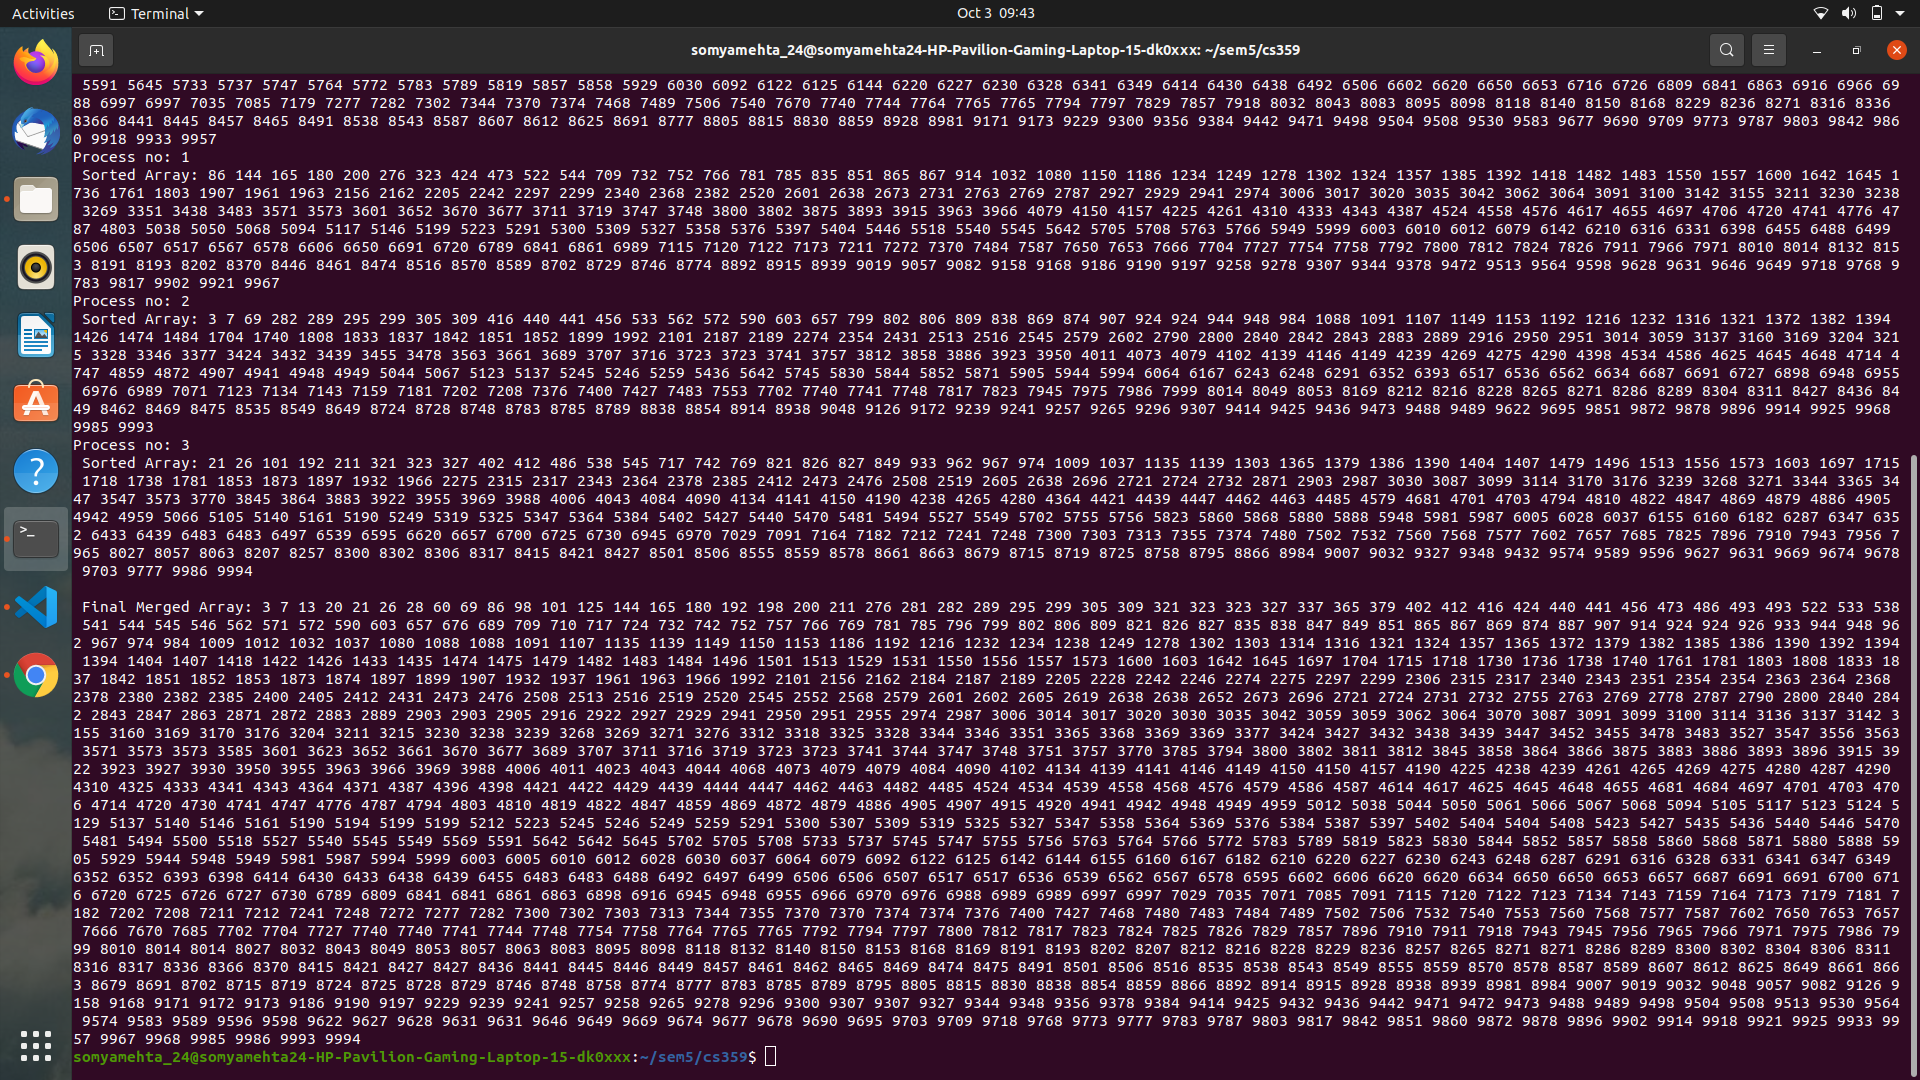 Activities
Terminal
Oct 3 09:43
somyamehta_24@somyamehta24-HP-Pavilion-Gaming-Laptop-15-dk0xxx: ~/sem5/cs359
5591 5645 5733 5737 5747 5764 5772 5783 5789 5819 5857 5858 5929 6030 6092 6122 6125 6144 6220 6227 6230 6328 6341 6349 6414 6430 6438 6492 6506 6602 6620 6650 6653 6716 6726 6809 6841 6863 6916 6966 69
88 6997 6997 7035 7085 7179 7277 7282 7302 7344 7370 7374 7468 7489 7506 7540 7670 7740 7744 7764 7765 7765 7794 7797 7829 7857 7918 8032 8043 8083 8095 8098 8118 8140 8150 8168 8229 8236 8271 8316 8336
8366 8441 8445 8457 8465 8491 8538 8543 8587 8607 8612 8625 8691 8777 8805 8815 8830 8859 8928 8981 9171 9173 9229 9300 9356 9384 9442 9471 9498 9504 9508 9530 9583 9677 9690 9709 9773 9787 9803 9842 986
0 9918 9933 9957
Process no: 1
Sorted Array: 86 144 165 180 200 276 323 424 473 522 544 709 732 752 766 781 785 835 851 865 867 914 1032 1080 1150 1186 1234 1249 1278 1302 1324 1357 1385 1392 1418 1482 1483 1550 1557 1600 1642 1645 1
736 1761 1803 1907 1961 1963 2156 2162 2205 2242 2297 2299 2340 2368 2382 2520 2601 2638 2673 2731 2763 2769 2787 2927 2929 2941 2974 3006 3017 3020 3035 3042 3062 3064 3091 3100 3142 3155 3211 3230 3238
3269 3351 3438 3483 3571 3573 3601 3652 3670 3677 3711 3719 3747 3748 3800 3802 3875 3893 3915 3963 3966 4079 4150 4157 4225 4261 4310 4333 4343 4387 4524 4558 4576 4617 4655 4697 4706 4720 4741 4776 47
87 4803 5038 5050 5068 5094 5117 5146 5199 5223 5291 5300 5309 5327 5358 5376 5397 5404 5446 5518 5540 5545 5642 5705 5708 5763 5766 5949 5999 6003 6010 6012 6079 6142 6210 6316 6331 6398 6455 6488 6499
6506 6507 6517 6567 6578 6606 6650 6691 6720 6789 6841 6861 6989 7115 7120 7122 7173 7211 7272 7370 7484 7587 7650 7653 7666 7704 7727 7754 7758 7792 7800 7812 7824 7826 7911 7966 7971 8010 8014 8132 815
3 8191 8193 8202 8370 8446 8461 8474 8516 8570 8589 8702 8729 8746 8774 8892 8915 8939 9019 9057 9082 9158 9168 9186 9190 9197 9258 9278 9307 9344 9378 9472 9513 9564 9598 9628 9631 9646 9649 9718 9768 9
783 9817 9902 9921 9967
Process no: 2
Sorted Array: 3 7 69 282 289 295 299 305 309 416 440 441 456 533 562 572 590 603 657 799 802 806 809 838 869 874 907 924 924 944 948 984 1088 1091 1107 1149 1153 1192 1216 1232 1316 1321 1372 1382 1394
1426 1474 1484 1704 1740 1808 1833 1837 1842 1851 1852 1899 1992 2101 2187 2189 2274 2354 2431 2513 2516 2545 2579 2602 2790 2800 2840 2842 2843 2883 2889 2916 2950 2951 3014 3059 3137 3160 3169 3204 321
5 3328 3346 3377 3424 3432 3439 3455 3478 3563 3661 3689 3707 3716 3723 3723 3741 3757 3812 3858 3886 3923 3950 4011 4073 4079 4102 4139 4146 4149 4239 4269 4275 4290 4398 4534 4586 4625 4645 4648 4714 4
747 4859 4872 4907 4941 4948 4949 5044 5067 5123 5137 5245 5246 5259 5436 5642 5745 5830 5844 5852 5871 5905 5944 5994 6064 6167 6243 6248 6291 6352 6393 6517 6536 6562 6634 6687 6691 6727 6898 6948 6955
6976 6989 7071 7123 7134 7143 7159 7181 7202 7208 7376 7400 7427 7483 7553 7702 7740 7741 7748 7817 7823 7945 7975 7986 7999 8014 8049 8053 8169 8212 8216 8228 8265 8271 8286 8289 8304 8311 8427 8436 84
49 8462 8469 8475 8535 8549 8649 8724 8728 8748 8783 8785 8789 8838 8854 8914 8938 9048 9126 9172 9239 9241 9257 9265 9296 9307 9414 9425 9436 9473 9488 9489 9622 9695 9851 9872 9878 9896 9914 9925 9968
9985 9993
Process no: 3
Sorted Array: 21 26 101 192 211 321 323 327 402 412 486 538 545 717 742 769 821 826 827 849 933 962 967 974 1009 1037 1135 1139 1303 1365 1379 1386 1390 1404 1407 1479 1496 1513 1556 1573 1603 1697 1715
1718 1738 1781 1853 1873 1897 1932 1966 2275 2315 2317 2343 2364 2378 2385 2412 2473 2476 2508 2519 2605 2638 2696 2721 2724 2732 2871 2903 2987 3030 3087 3099 3114 3170 3176 3239 3268 3271 3344 3365 34
47 3547 3573 3770 3845 3864 3883 3922 3955 3969 3988 4006 4043 4084 4090 4134 4141 4150 4190 4238 4265 4280 4364 4421 4439 4447 4462 4463 4485 4579 4681 4701 4703 4794 4810 4822 4847 4869 4879 4886 4905
4942 4959 5066 5105 5140 5161 5190 5249 5319 5325 5347 5364 5384 5402 5427 5440 5470 5481 5494 5527 5549 5702 5755 5756 5823 5860 5868 5880 5888 5948 5981 5987 6005 6028 6037 6155 6160 6182 6287 6347 635
2 6433 6439 6483 6483 6497 6539 6595 6620 6657 6700 6725 6730 6945 6970 7029 7091 7164 7182 7212 7241 7248 7300 7303 7313 7355 7374 7480 7502 7532 7560 7568 7577 7602 7657 7685 7825 7896 7910 7943 7956 7
965 8027 8057 8063 8207 8257 8300 8302 8306 8317 8415 8421 8427 8501 8506 8555 8559 8578 8661 8663 8679 8715 8719 8725 8758 8795 8866 8984 9007 9032 9327 9348 9432 9574 9589 9596 9627 9631 9669 9674 9678
9703 9777 9986 9994
Final Merged Array: 3 7 13 20 21 26 28 60 69 86 98 101 125 144 165 180 192 198 200 211 276 281 282 289 295 299 305 309 321 323 323 327 337 365 379 402 412 416 424 440 441 456 473 486 493 493 522 533 538
541 544 545 546 562 571 572 590 603 657 676 689 709 710 717 724 732 742 752 757 766 769 781 785 796 799 802 806 809 821 826 827 835 838 847 849 851 865 867 869 874 887 907 914 924 924 926 933 944 948 96
2 967 974 984 1009 1012 1032 1037 1080 1088 1088 1091 1107 1135 1139 1149 1150 1153 1186 1192 1216 1232 1234 1238 1249 1278 1302 1303 1314 1316 1321 1324 1357 1365 1372 1379 1382 1385 1386 1390 1392 1394
1394 1404 1407 1418 1422 1426 1433 1435 1474 1475 1479 1482 1483 1484 1496 1501 1513 1529 1531 1550 1556 1557 1573 1600 1603 1642 1645 1697 1704 1715 1718 1730 1736 1738 1740 1761 1781 1803 1808 1833 18
37 1842 1851 1852 1853 1873 1874 1897 1899 1907 1932 1937 1961 1963 1966 1992 2101 2156 2162 2184 2187 2189 2205 2228 2242 2246 2274 2275 2297 2299 2306 2315 2317 2340 2343 2351 2354 2354 2363 2364 2368
2378 2380 2382 2385 2400 2405 2412 2431 2473 2476 2508 2513 2516 2519 2520 2545 2552 2568 2579 2601 2602 2605 2619 2638 2638 2652 2673 2696 2721 2724 2731 2732 2755 2763 2769 2778 2787 2790 2800 2840 284
2 2843 2847 2863 2871 2872 2883 2889 2903 2903 2905 2916 2922 2927 2929 2941 2950 2951 2955 2974 2987 3006 3014 3017 3020 3030 3035 3042 3059 3059 3062 3064 3070 3087 3091 3099 3100 3114 3136 3137 3142 3
155 3160 3169 3170 3176 3204 3211 3215 3230 3238 3239 3268 3269 3271 3276 3312 3318 3325 3328 3344 3346 3351 3365 3368 3369 3369 3377 3424 3427 3432 3438 3439 3447 3452 3455 3478 3483 3527 3547 3556 3563
3571 3573 3573 3585 3601 3623 3652 3661 3670 3677 3689 3707 3711 3716 3719 3723 3723 3741 3744 3747 3748 3751 3757 3770 3785 3794 3800 3802 3811 3812 3845 3858 3864 3866 3875 3883 3886 3893 3896 3915 39
22 3923 3927 3930 3950 3955 3963 3966 3969 3988 4006 4011 4023 4043 4044 4068 4073 4079 4079 4084 4090 4102 4134 4139 4141 4146 4149 4150 4150 4157 4190 4225 4238 4239 4261 4265 4269 4275 4280 4287 4290
4310 4325 4333 4341 4343 4364 4371 4387 4396 4398 4421 4422 4429 4439 4444 4447 4462 4463 4482 4485 4524 4534 4539 4558 4568 4576 4579 4586 4587 4614 4617 4625 4645 4648 4655 4681 4684 4697 4701 4703 470
6 4714 4720 4730 4741 4747 4776 4787 4794 4803 4810 4819 4822 4847 4859 4869 4872 4879 4886 4905 4907 4915 4920 4941 4942 4948 4949 4959 5012 5038 5044 5050 5061 5066 5067 5068 5094 5105 5117 5123 5124 5
129 5137 5140 5146 5161 5190 5194 5199 5199 5212 5223 5245 5246 5249 5259 5291 5300 5307 5309 5319 5325 5327 5347 5358 5364 5369 5376 5384 5387 5397 5402 5404 5404 5408 5423 5427 5435 5436 5440 5446 5470
5481 5494 5500 5518 5527 5540 5545 5549 5569 5591 5642 5642 5645 5702 5705 5708 5733 5737 5745 5747 5755 5756 5763 5764 5766 5772 5783 5789 5819 5823 5830 5844 5852 5857 5858 5860 5868 5871 5880 5888 59
05 5929 5944 5948 5949 5981 5987 5994 5999 6003 6005 6010 6012 6028 6030 6037 6064 6079 6092 6122 6125 6142 6144 6155 6160 6167 6182 6210 6220 6227 6230 6243 6248 6287 6291 6316 6328 6331 6341 6347 6349
6352 6352 6393 6398 6414 6430 6433 6438 6439 6455 6483 6483 6488 6492 6497 6499 6506 6506 6507 6517 6517 6536 6539 6562 6567 6578 6595 6602 6606 6620 6620 6634 6650 6650 6653 6657 6687 6691 6691 6700 671
6 6720 6725 6726 6727 6730 6789 6809 6841 6841 6861 6863 6898 6916 6945 6948 6955 6966 6970 6976 6988 6989 6989 6997 6997 7029 7035 7071 7085 7091 7115 7120 7122 7123 7134 7143 7159 7164 7173 7179 7181 7
182 7202 7208 7211 7212 7241 7248 7272 7277 7282 7300 7302 7303 7313 7344 7355 7370 7370 7374 7374 7376 7400 7427 7468 7480 7483 7484 7489 7502 7506 7532 7540 7553 7560 7568 7577 7587 7602 7650 7653 7657
7666 7670 7685 7702 7704 7727 7740 7740 7741 7744 7748 7754 7758 7764 7765 7765 7792 7794 7797 7800 7812 7817 7823 7824 7825 7826 7829 7857 7896 7910 7911 7918 7943 7945 7956 7965 7966 7971 7975 7986 79
99 8010 8014 8014 8027 8032 8043 8049 8053 8057 8063 8083 8095 8098 8118 8132 8140 8150 8153 8168 8169 8191 8193 8202 8207 8212 8216 8228 8229 8236 8257 8265 8271 8271 8286 8289 8300 8302 8304 8306 8311
8316 8317 8336 8366 8370 8415 8421 8427 8427 8436 8441 8445 8446 8449 8457 8461 8462 8465 8469 8474 8475 8491 8501 8506 8516 8535 8538 8543 8549 8555 8559 8570 8578 8587 8589 8607 8612 8625 8649 8661 866
3 8679 8691 8702 8715 8719 8724 8725 8728 8729 8746 8748 8758 8774 8777 8783 8785 8789 8795 8805 8815 8830 8838 8854 8859 8866 8892 8914 8915 8928 8938 8939 8981 8984 9007 9019 9032 9048 9057 9082 9126 9
158 9168 9171 9172 9173 9186 9190 9197 9229 9239 9241 9257 9258 9265 9278 9296 9300 9307 9307 9327 9344 9348 9356 9378 9384 9414 9425 9432 9436 9442 9471 9472 9473 9488 9489 9498 9504 9508 9513 9530 9564
9574 9583 9589 9596 9598 9622 9627 9628 9631 9631 9646 9649 9669 9674 9677 9678 9690 9695 9703 9709 9718 9768 9773 9777 9783 9787 9803 9817 9842 9851 9860 9872 9878 9896 9902 9914 9918 9921 9925 9933 99
57 9967 9968 9985 9986 9993 9994
somyamehta_24@somyamehta24-HP-Pavilion-Gaming-Laptop-15-dk0xxx:~/sem5/cs359$